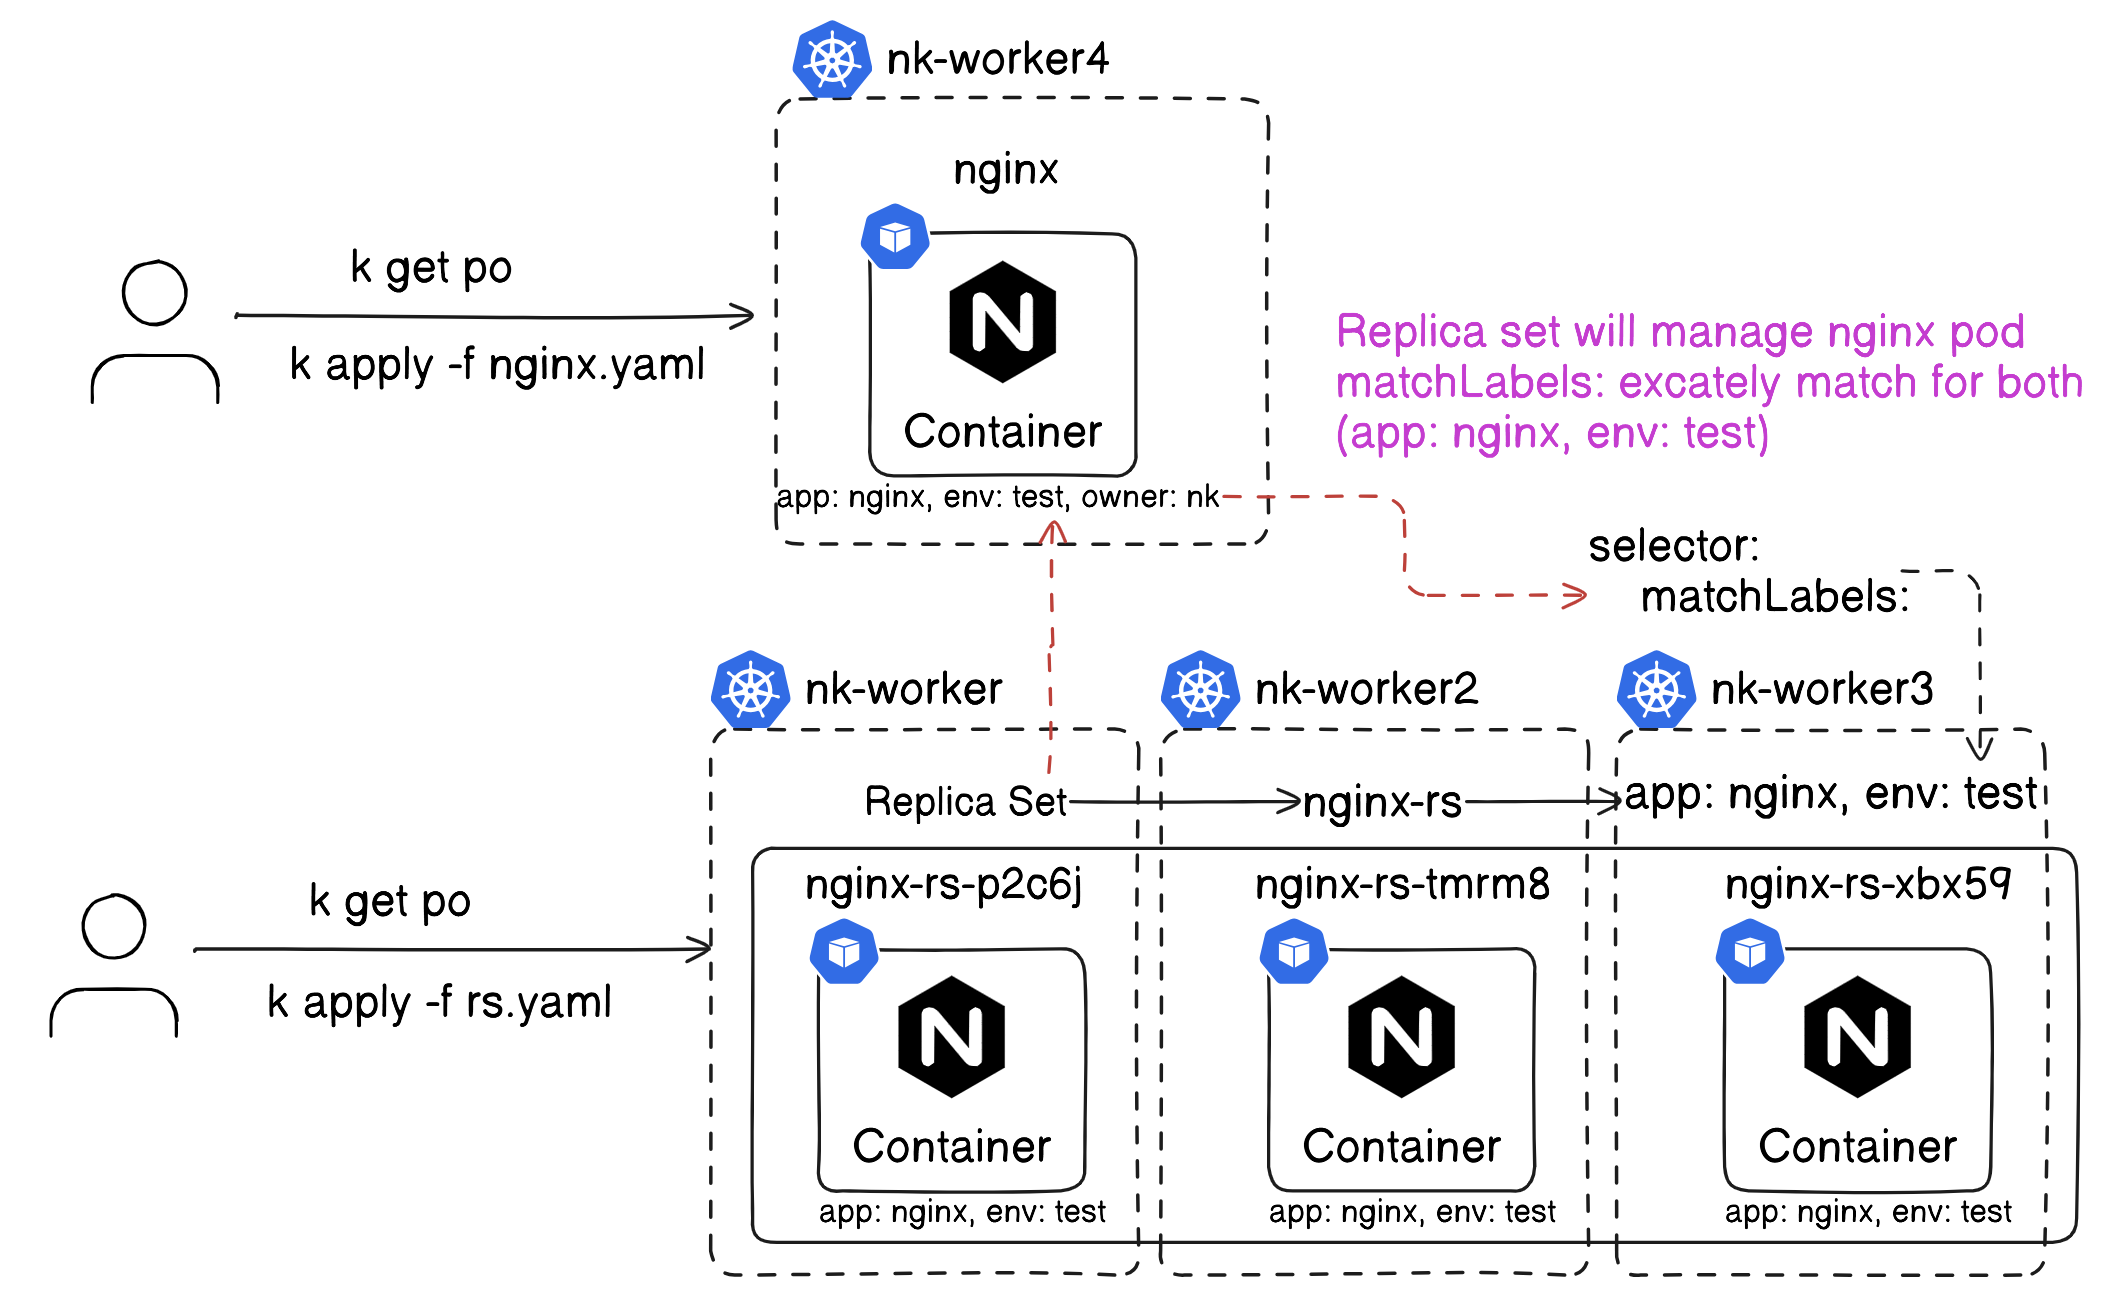 nk-worker4
nginx
k get po
k apply -f nginx.yaml
N
Container
app: nginx, env: test, owner: nk
Replica set will manage nginx pod
matchLabels: excately match for both
(app: nginx, env: test)
selector:
matchLabels:
nk-worker
nk-worker2
nk-worker3
Replica Set
nginx-rs
app: nginx, env: test
k get po
k apply -f rs.yaml
nginx-rs-p2c6j
nginx-rs-tmrm8
nginx-rs-xbx59
N
N
N
Container
Container
Container
app: nginx, env: test
app: nginx, env: test
app: nginx, env: test